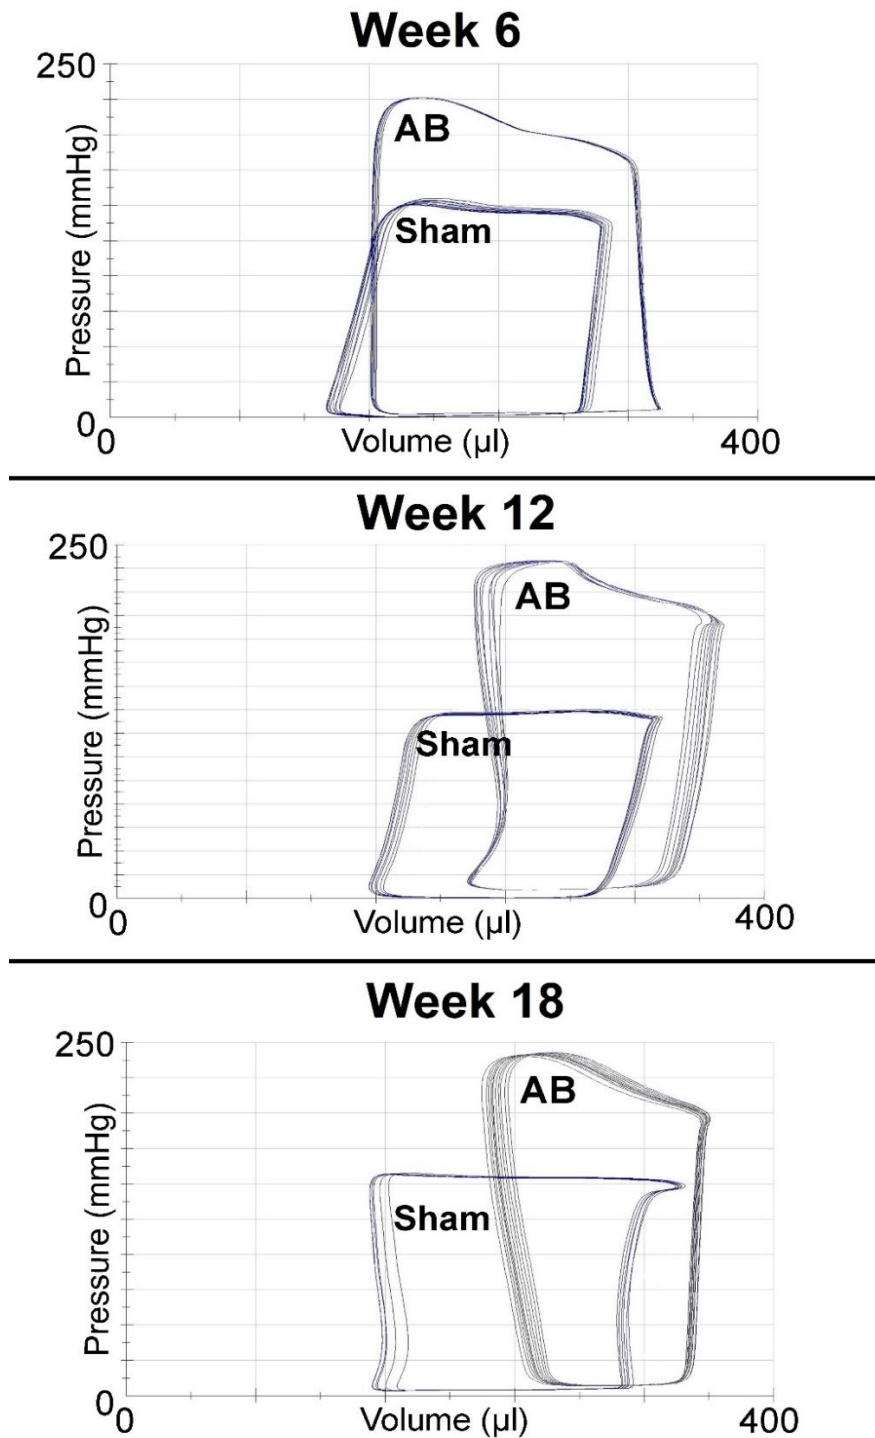 Week 6
250
AB
Sham
Pressure (mmHg)
0
0
Volume (µl)
400
Week 12
250
AB
Sham
Pressure (mmHg)
0
0
Volume (µl)
400
Week 18
250
AB
Sham
Pressure (mmHg)
0
0
Volume (µl)
400